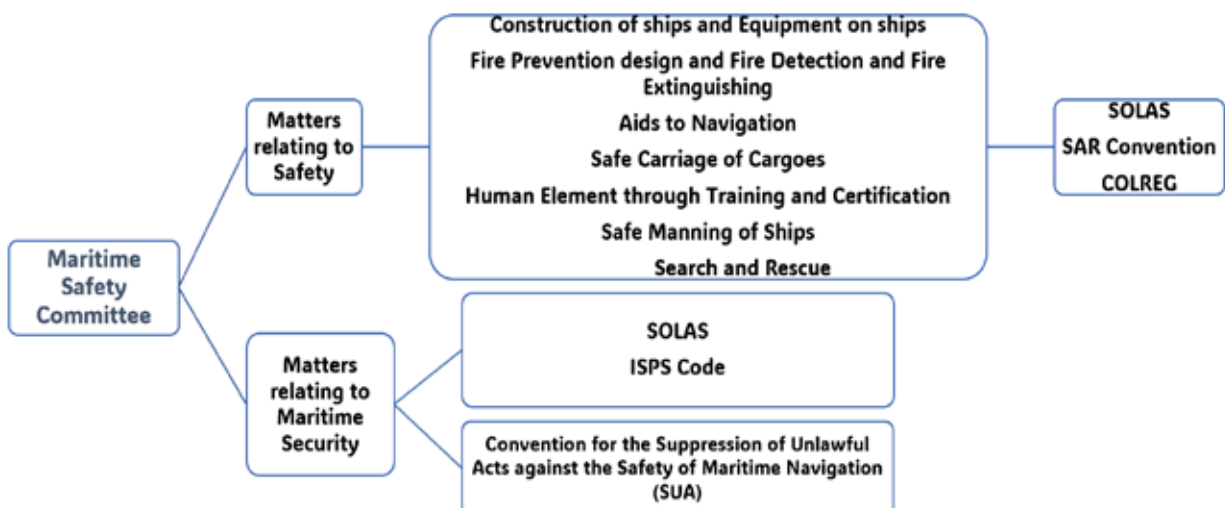 Maritime
Safety
Committee
Matters
relating to
Safety
Construction of ships and Equipment on ships
Fire Prevention design and Fire Detection and Fire
Extinguishing
Aids to Navigation
Safe Carriage of Cargoes
Human Element through Training and Certification
Safe Manning of Ships
Search and Rescue
SOLAS
SAR Convention
COLREG
Matters
relating to
Maritime
Security
SOLAS
ISPS Code
Convention for the Suppression of Unlawful
Acts against the Safety of Maritime Navigation
(SUA)